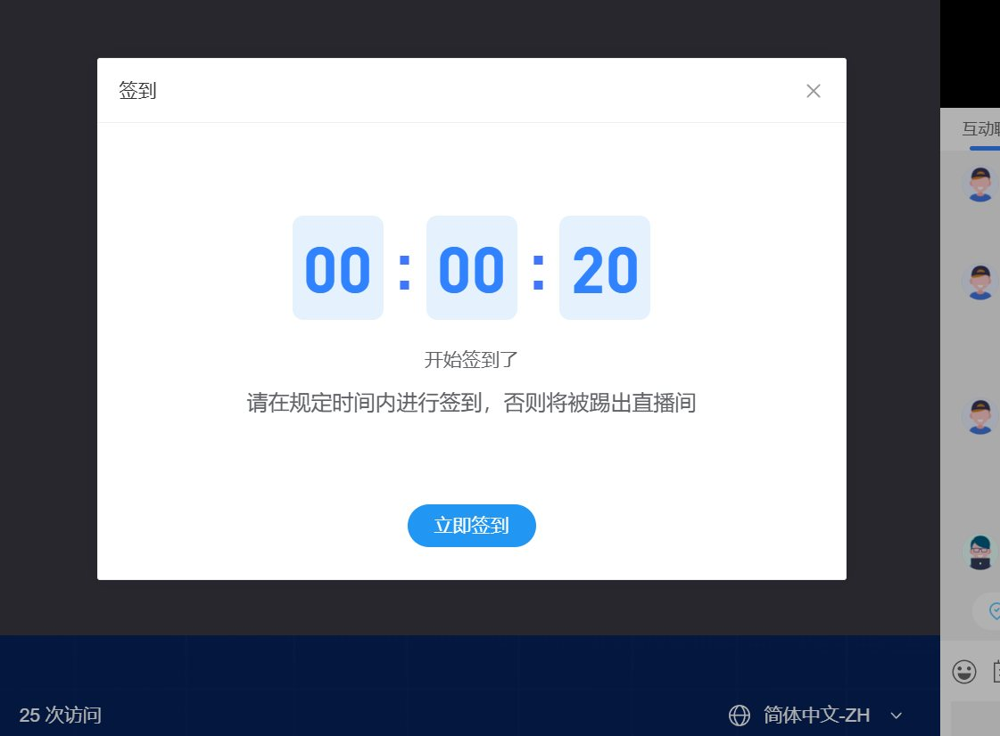 签到
00 : 00 : 20
开始签到了
请在规定时间内进行签到，否则将被踢出直播间
立即签到
互动
25 次访问
简体中文-ZH